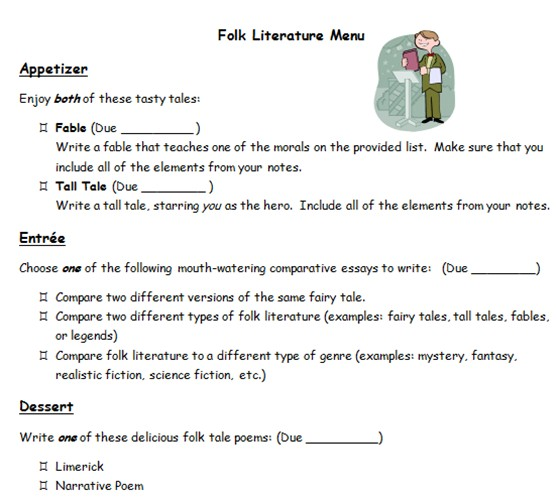 Folk Literature Menu
Appetizer
Enjoy both of these tasty tales:
Fable (Due __________)
Write a fable that teaches one of the morals on the provided list. Make sure that you
include all of the elements from your notes.
Tall Tale (Due _________ )
Write a tall tale, starring you as the hero. Include all of the elements from your notes.
Entrée
Choose one of the following mouth-watering comparative essays to write: (Due _________)
Compare two different versions of the same fairy tale.
Compare two different types of folk literature (examples: fairy tales, tall tales, fables,
or legends)
Compare folk literature to a different type of genre (examples: mystery, fantasy,
realistic fiction, science fiction, etc.)
Dessert
Write one of these delicious folk tale poems: (Due __________)
Limerick
Narrative Poem